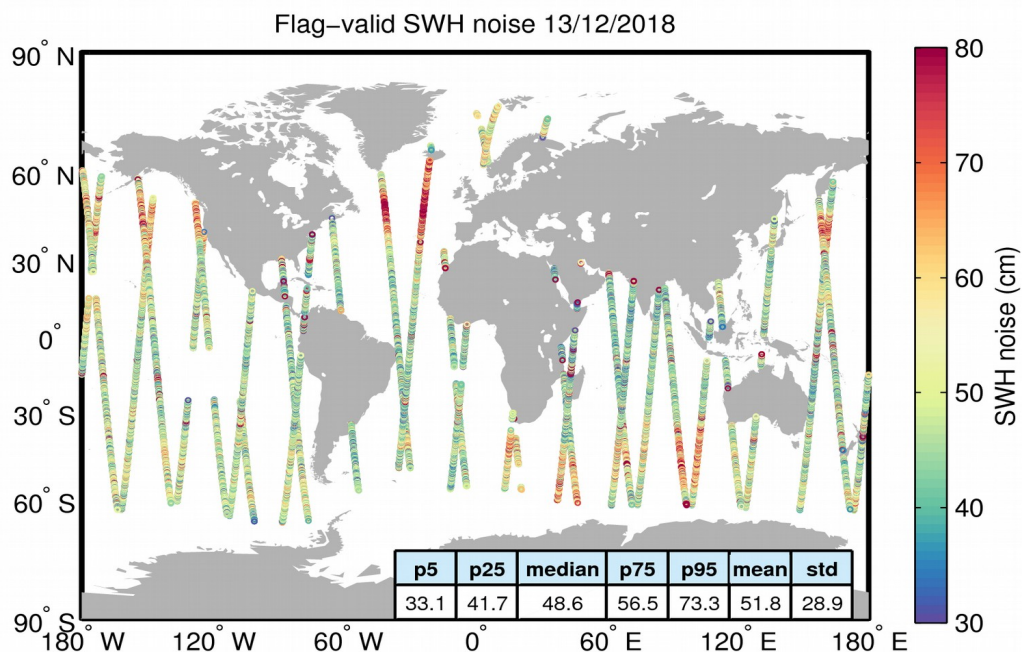 Flag−valid SWH noise 13/12/2018
90° N
60° N
30° N
0°
30° S
60° S
90° S
180° W
120° W
60° W
0°
60° E
120° E
180° E
p5 p25 median p75 p95 mean std
33.1 41.7 48.6 56.5 73.3 51.8 28.9
80
70
60
50
40
30
SWH noise (cm)